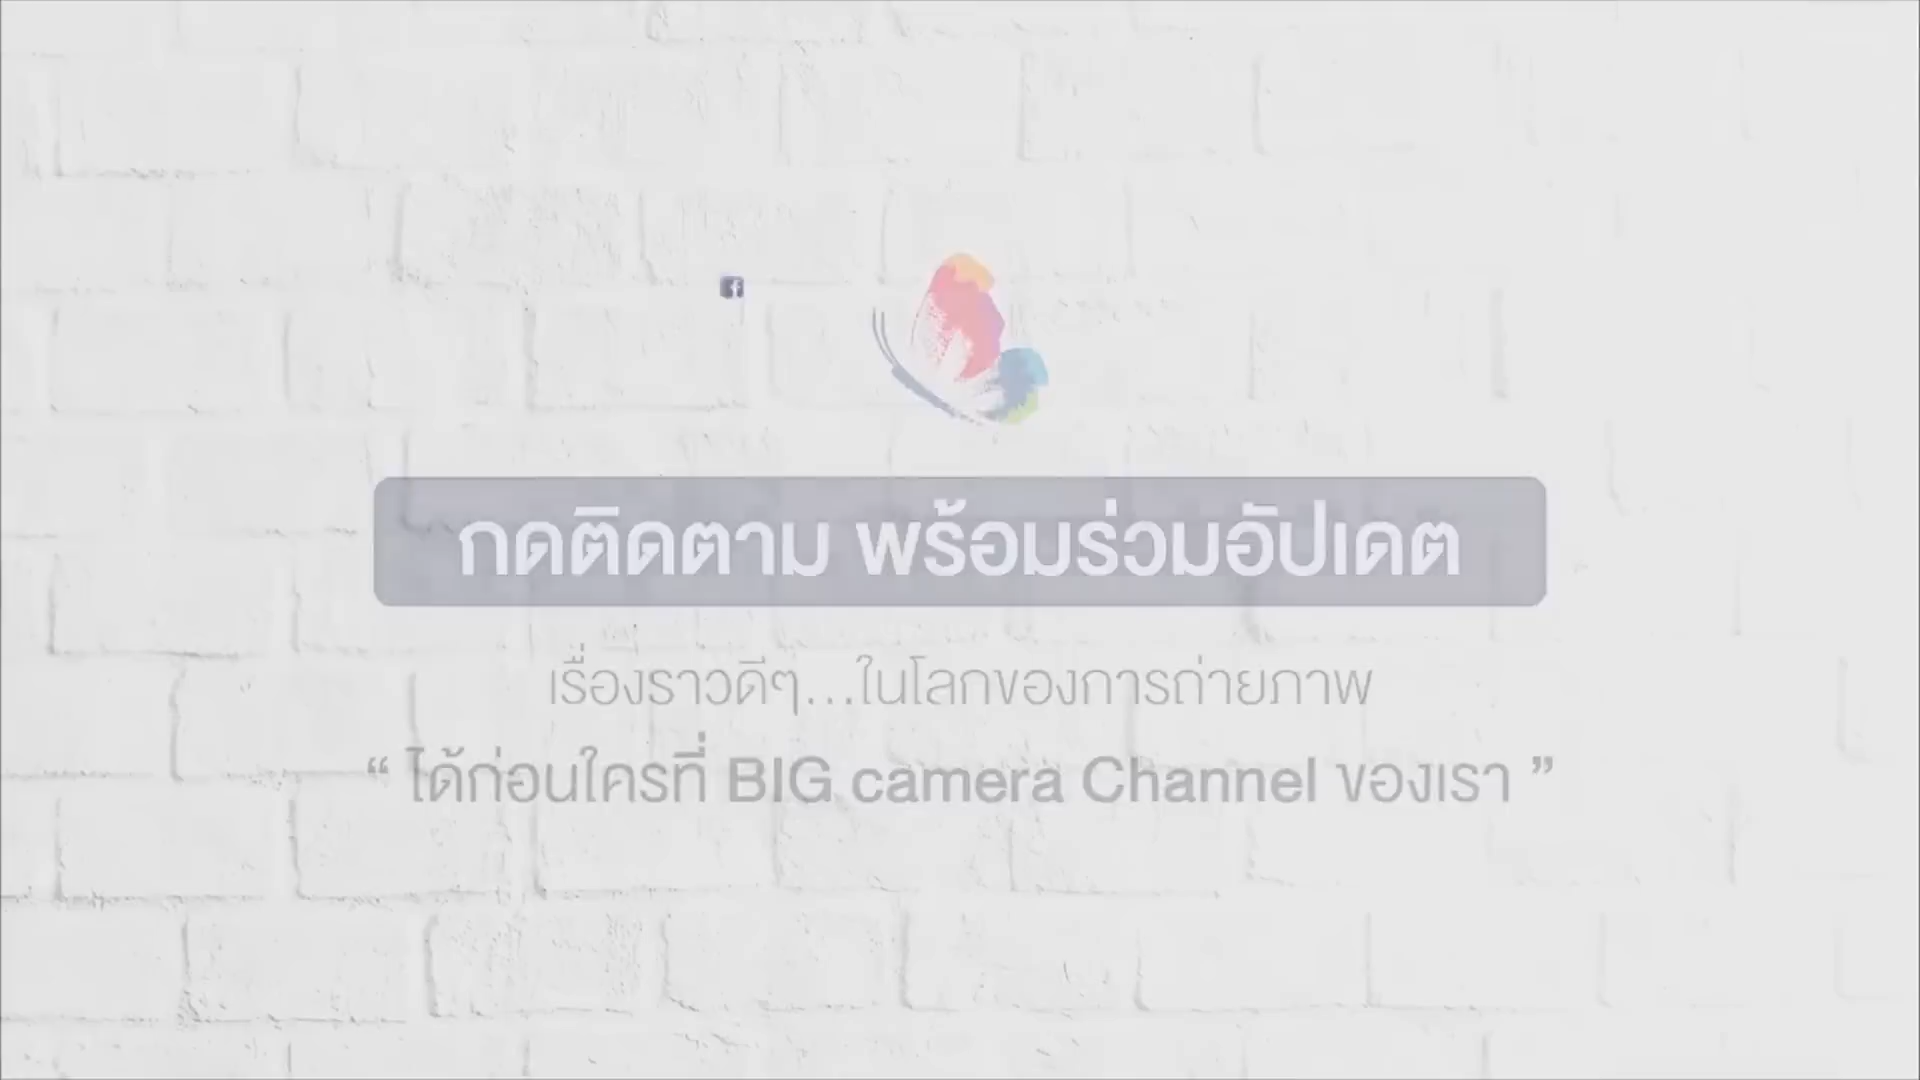 กดติดตาม พร้อมร่วมอัปเดต
เรื่องราวดีๆ...ในโลกของการถ่ายภาพ
“ ได้ก่อนใครที่ BIG camera Channel ของเรา ”